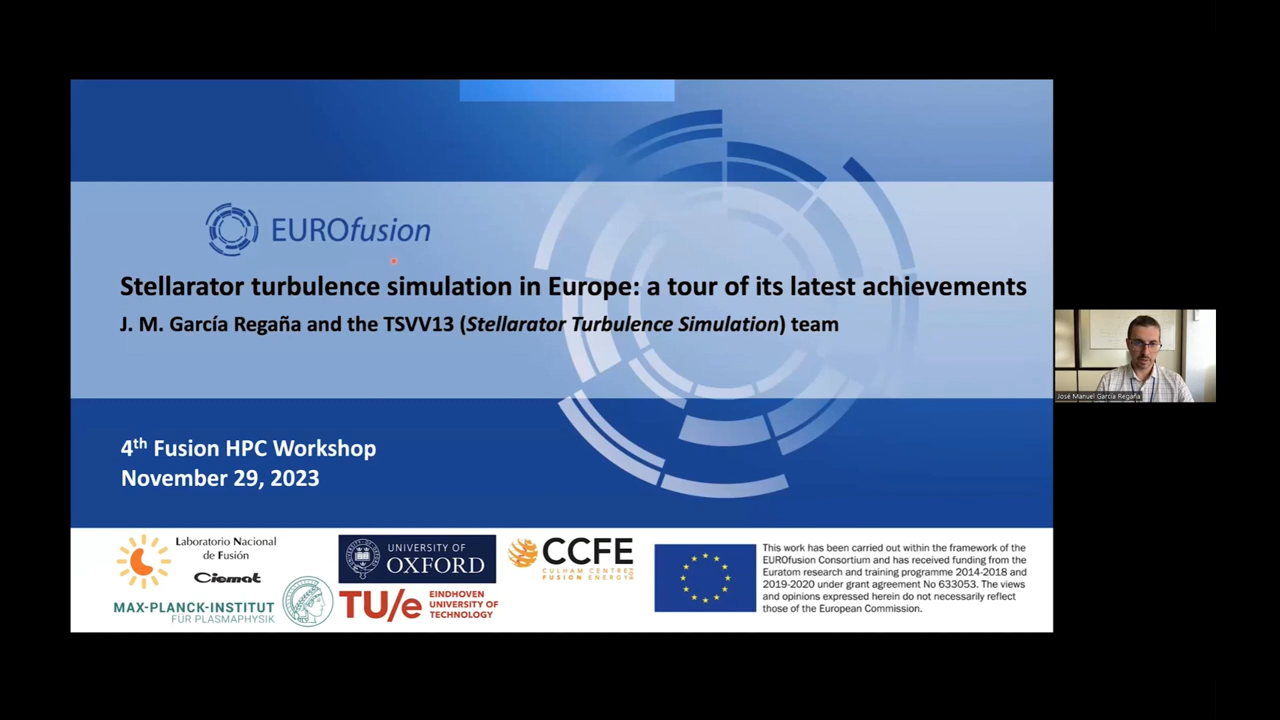 EUROfusion
Stellarator turbulence simulation in Europe: a tour of its latest achievements
J. M. García Regaña and the TSVV13 (Stellarator Turbulence Simulation) team
4th Fusion HPC Workshop
November 29, 2023
Laboratorio Nacional
de Fusión
Ciemat
MAX-PLANCK-INSTITUT
FÜR PLASMAPHYSIK
UNIVERSITY OF
OXFORD
TU/e EINDHOVEN
UNIVERSITY OF
TECHNOLOGY
CCFE
CULHAM CENTRE
FUSION ENERGY
This work has been carried out within the framework of the
EUROfusion Consortium and has received funding from the
Euratom research and training programme 2014-2018 and
2019-2020 under grant agreement No 633053. The views
and opinions expressed herein do not necessarily reflect
those of the European Commission.
José Manuel García Regaña